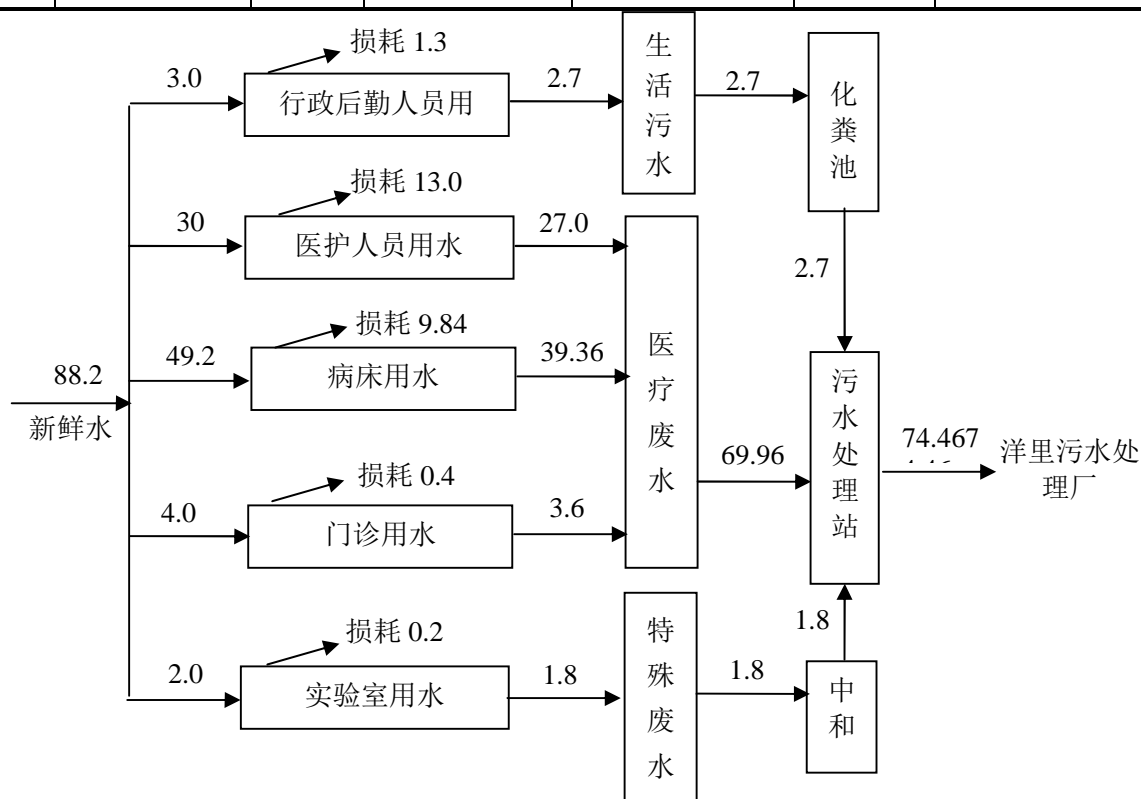 损耗 1.3
3.0
行政后勤人员用
2.7
生活污水
2.7
化粪池
损耗 13.0
30
医护人员用水
27.0
2.7
损耗 9.84
88.2
新鲜水
49.2
病床用水
39.36
医疗废水
69.96
污水处理站
74.467
洋里污水处
理厂
损耗 0.4
4.0
门诊用水
3.6
损耗 0.2
2.0
实验室用水
1.8
特殊废水
1.8
中和
1.8